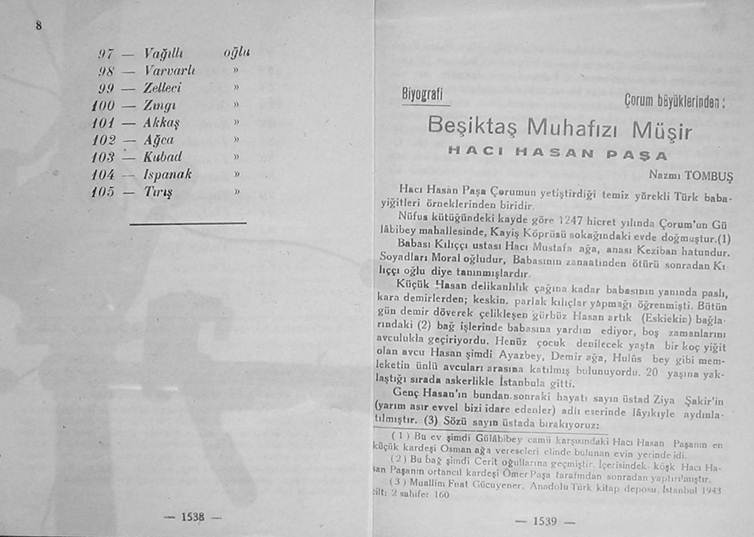 8
97 — Vağıllı oğlu
98 — Varvarlı »
99 — Zelleci »
100 — Zıngı »
101 — Akkaş »
102 — Ağca »
103 — Kubad »
104 — Ispanak »
105 — Tırış »
— 1538 —
Biyografi
Çorum büyüklerinden :
Beşiktaş Muhafızı Müşir
HACI HASAN PAŞA
Nazmı TOMBUŞ
Hacı Hasan Paşa Çorumun yetiştirdiği temiz yürekli Türk baba-
yiğitleri örneklerinden biridir.
Nüfus kütüğündeki kayde göre 1247 hicret yılında Çorum'un Gü
lâbibey mahallesinde, Kayış Köprüsü sokağındaki evde doğmuştur.(1)
Babası Kılıççı ustası Hacı Mustafa ağa, anası Keziban hatundur.
Soyadları Moral oğludur, Babasının zanaatinden ötürü sonradan Kı
lıççı oğlu diye tanınmışlardır.
Küçük Hasan delikanlılık çağına kadar babasının yanında paslı,
kara demirlerden; keskin, parlak kılıçlar yapmağı öğrenmişti. Bütün
gün demir döverek çelikleşen gürbüz Hasan artık (Eskiekin) bağla-
rındaki (2) bağ işlerinde babasına yardım ediyor, boş zamanlarını
avculukla geçiriyordu. Henüz çocuk denilecek yaşta bir koç yiğit
olan avcu Hasan şimdi Ayazbey, Demir ağa, Hulûs bey gibi mem-
leketin ünlü avcuları arasına katılmış bulunuyordu. 20 yaşına yak-
laştığı sırada askerlikle İstanbula gitti.
Genç Hasan'ın bundan sonraki hayatı sayın üstad Ziya Şakir'in
(yarım asır evvel bizi idare edenler) adlı eserinde lâyıkiyle aydınla-
tılmıştır. (3) Sözü sayın üstada bırakıyoruz:
( 1 ) Bu ev şimdi Gülâbibey camii karşısındaki Hacı Hasan Paşanın en
küçük kardeşi Osman ağa vereseleri elinde bulunan evin yerinde idi.
( 2 ) Bu bağ şimdi Cerit oğullarına geçmiştir. İçerisindek köşk Hacı Ha-
san Paşanın ortancıl kardeşi Ömer Paşa tarafından sonradan yaptırılmıştır.
( 3 ) Muallim Fuat Gücüyener, Anadolu Türk kitap deposu, İstanbul 1943
cilt: 2 sahife: 160
— 1539 —